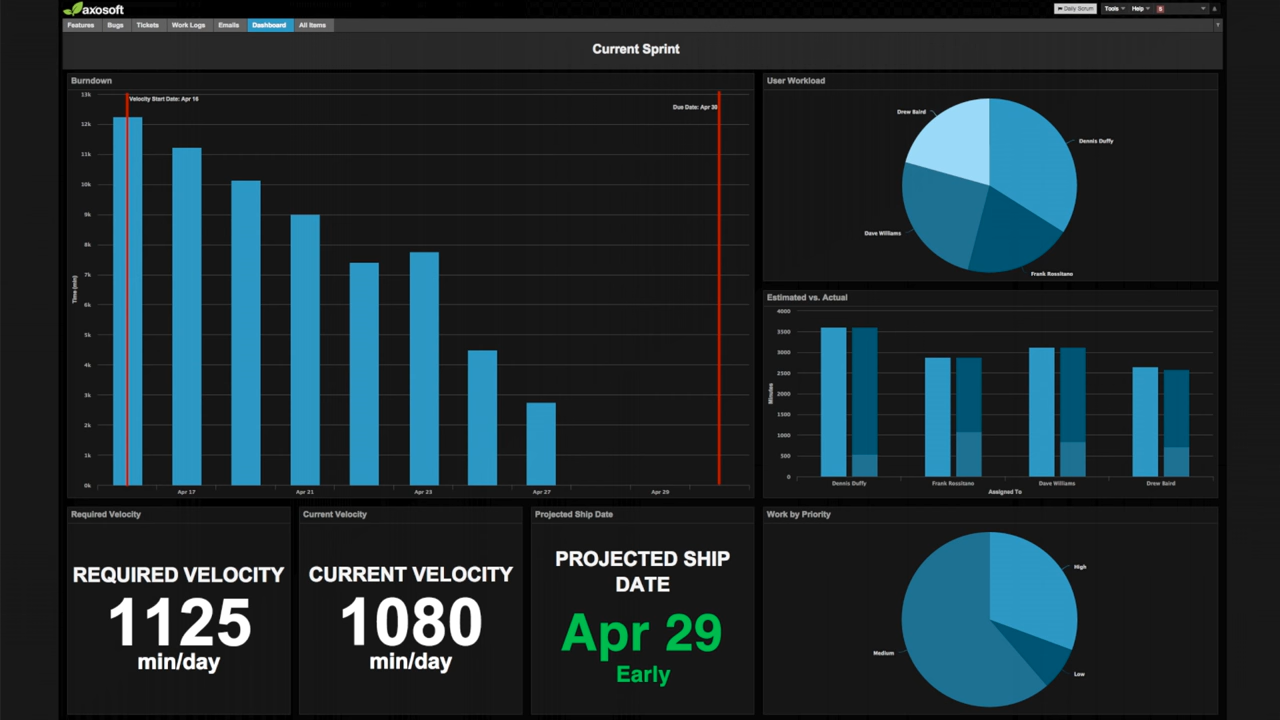 axosoft
Daily Scrum Tools Help
Features Bugs Tickets Work Logs Emails Dashboard All Items
Current Sprint
Burndown
Velocity Start Date: Apr 16
Due Date: Apr 30
13k
12k
11k
10k
9k
8k
7k
6k
5k
4k
3k
2k
1k
0k
Time (min)
Apr 17 Apr 21 Apr 23 Apr 27 Apr 29
User Workload
Drew Baird
Dennis Duffy
Dave Williams
Frank Rossitano
Estimated vs. Actual
4000
3500
3000
2500
2000
1500
1000
500
0
Minutes
Dennis Duffy Frank Rossitano Dave Williams Drew Baird
Assigned To
Required Velocity
REQUIRED VELOCITY
1125
min/day
Current Velocity
CURRENT VELOCITY
1080
min/day
Projected Ship Date
PROJECTED SHIP
DATE
Apr 29
Early
Work by Priority
High
Medium
Low